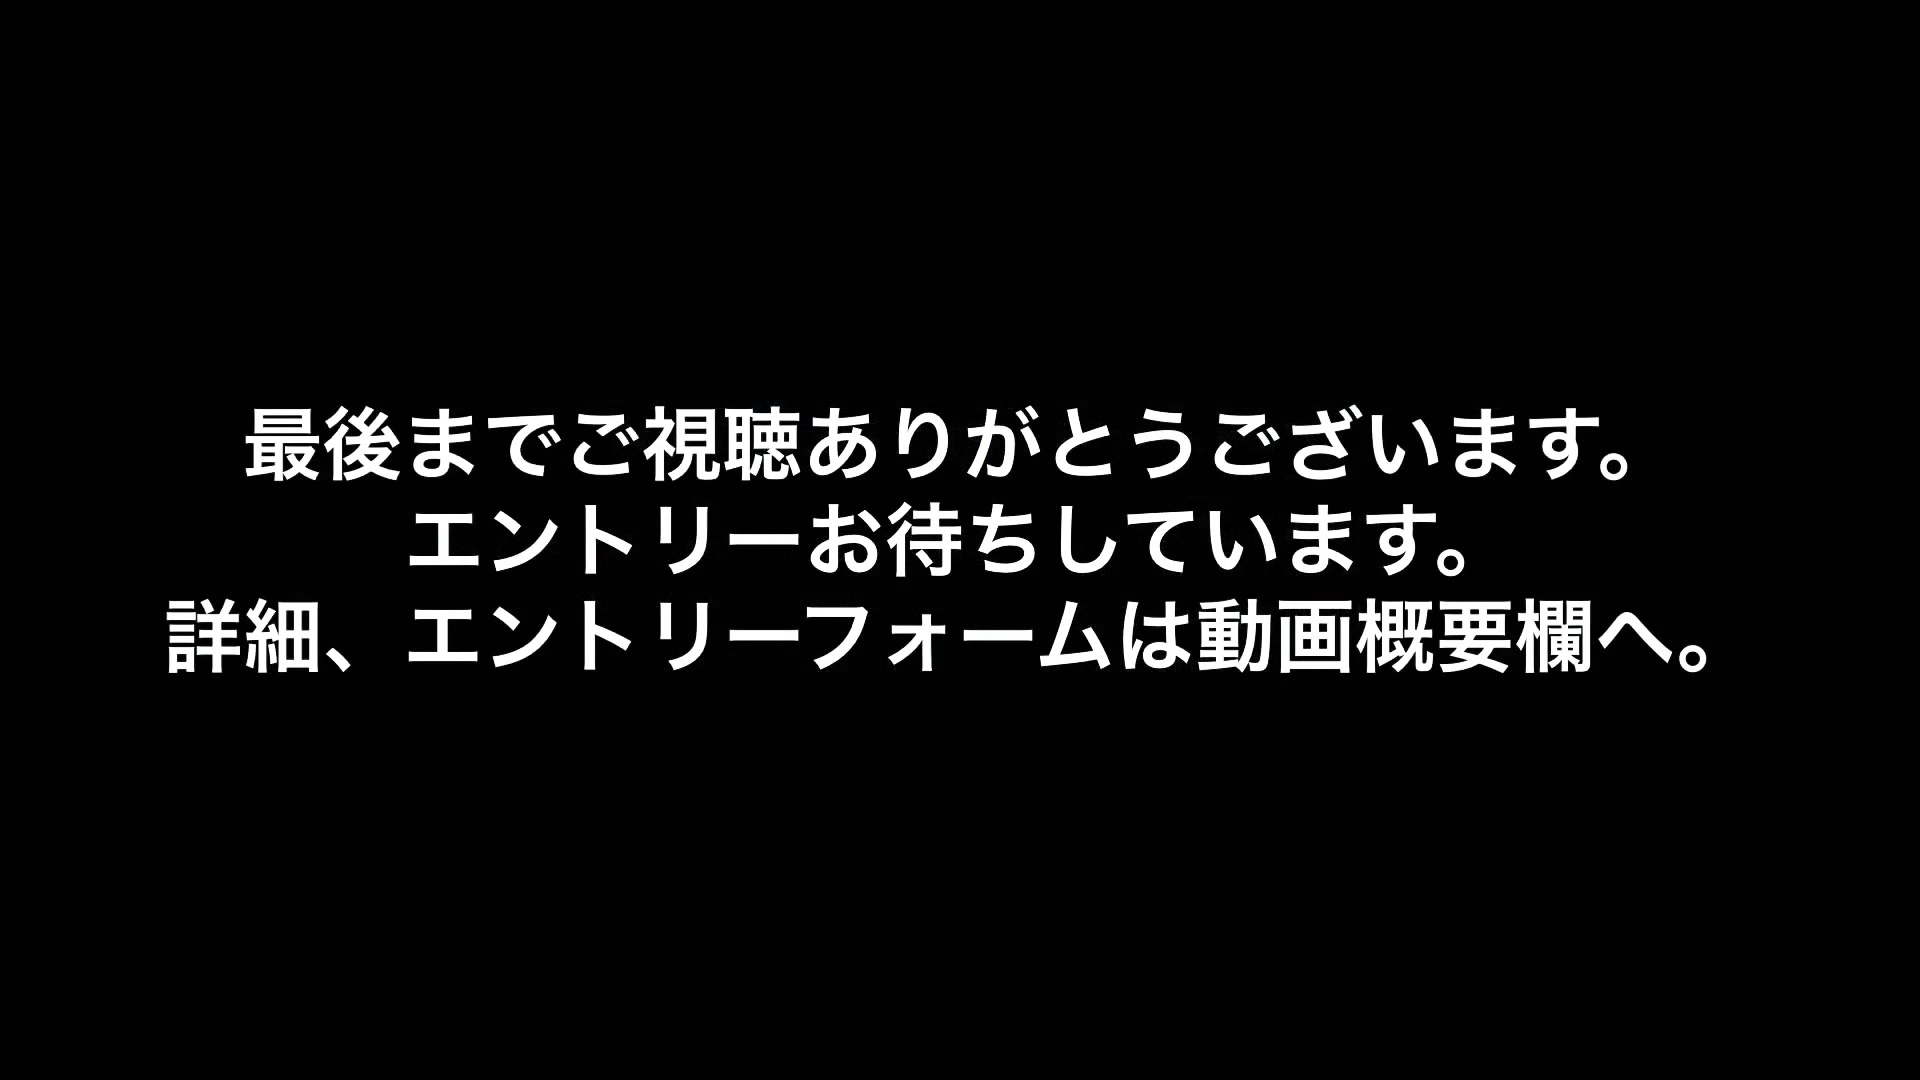 最後までご視聴ありがとうございます。
エントリーお待ちしています。
詳細、エントリーフォームは動画概要欄へ。